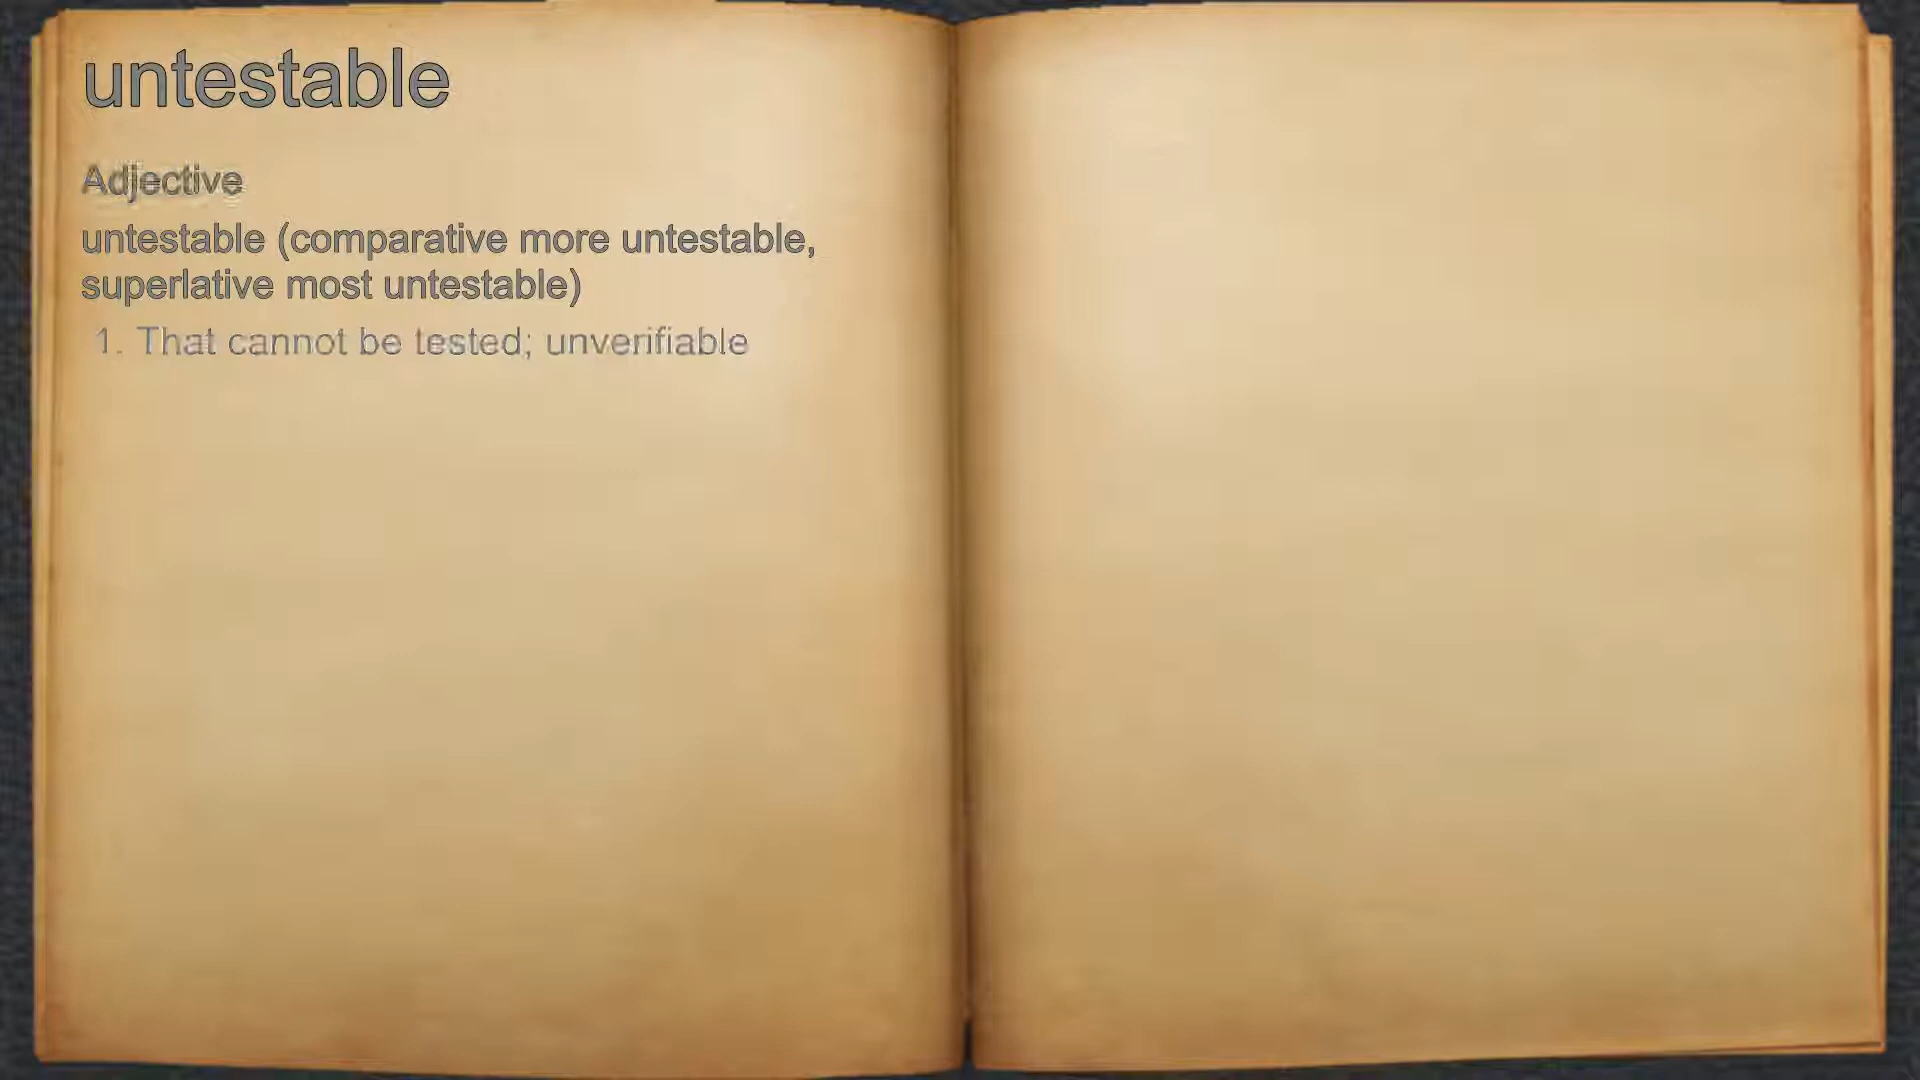 untestable
Adjective
untestable (comparative more untestable,
superlative most untestable)
1. That cannot be tested; unverifiable